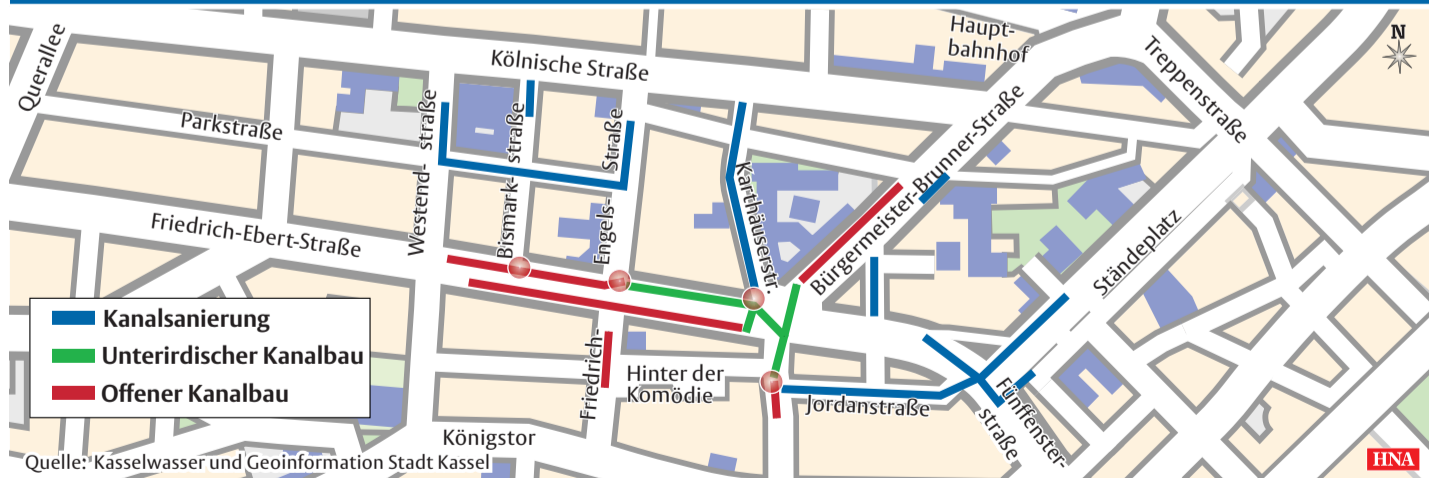 Haupt-
bahnhof
N
Querallee
Kölnische Straße
Treppenstraße
Parkstraße
Westend-
straße
Bismark-
straße
Friedrich-
Engels-
Straße
Karthäuserstr.
Bürgermeister-Brunner-Straße
Friedrich-Ebert-Straße
Ständeplatz
Kanalsanierung
Unterirdischer Kanalbau
Offener Kanalbau
Hinter der
Komödie
Jordanstraße
Fünffenster-
straße
Königstor
Quelle: Kasselwasser und Geoinformation Stadt Kassel
HNA